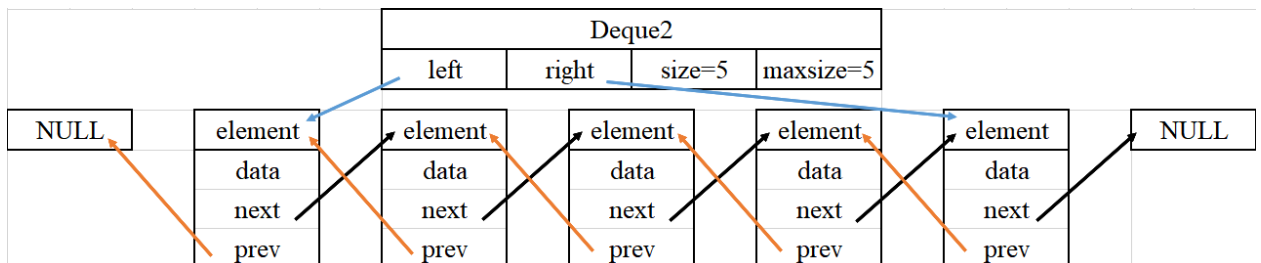 Deque2
left right size=5 maxsize=5
NULL element element element element element NULL
data data data data data
next next next next next
prev prev prev prev prev